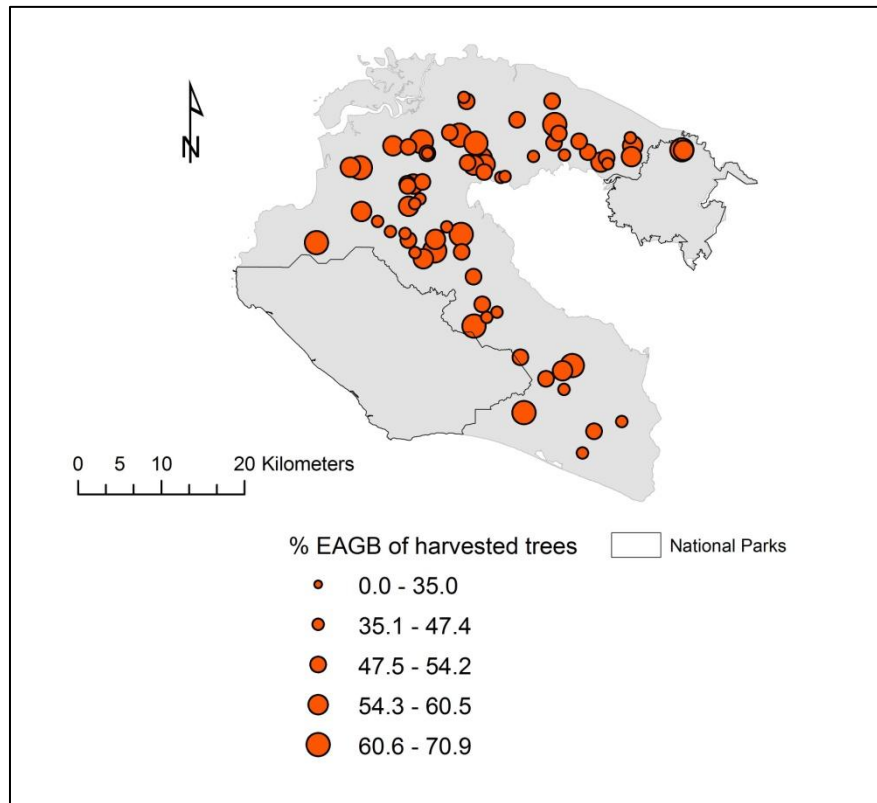 N
0 5 10 20 Kilometers
% EAGB of harvested trees
National Parks
0.0 - 35.0
35.1 - 47.4
47.5 - 54.2
54.3 - 60.5
60.6 - 70.9